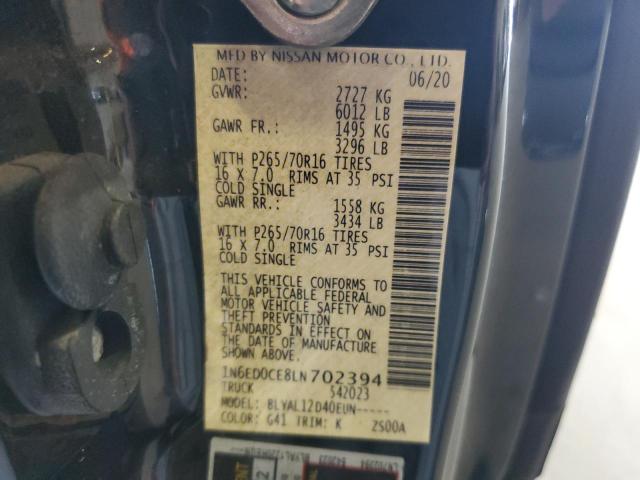 MFD BY NISSAN MOTOR CO., LTD.
DATE: 06/20
GVWR: 2727 KG
6012 LB
GAWR FR.: 1495 KG
3296 LB
WITH P265/70R16 TIRES
16 X 7.0 RIMS AT 35 PSI
COLD SINGLE
GAWR RR.: 1558 KG
3434 LB
WITH P265/70R16 TIRES
16 X 7.0 RIMS AT 35 PSI
COLD SINGLE
THIS VEHICLE CONFORMS TO
ALL APPLICABLE FEDERAL
MOTOR VEHICLE SAFETY AND
THEFT PREVENTION
STANDARDS IN EFFECT ON
THE DATE OF MANUFACTURE
SHOWN ABOVE.
1N6ED0CE8LN702394
TRUCK 542023
MODEL: BLYAL12D40EUN-----
COLOR: G41 TRIM: K ZS00A